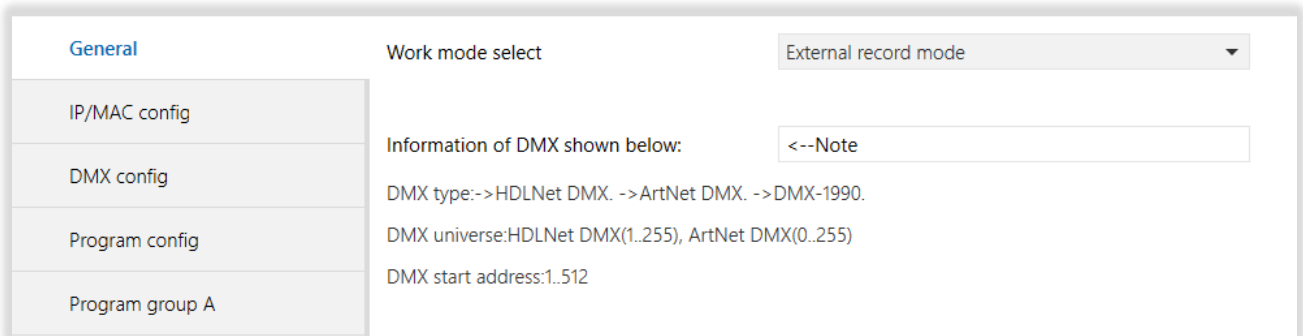 General
IP/MAC config
DMX config
Program config
Program group A
Work mode select
External record mode
Information of DMX shown below:
<--Note
DMX type:->HDLNet DMX. ->ArtNet DMX. ->DMX-1990.
DMX universe:HDLNet DMX(1..255), ArtNet DMX(0..255)
DMX start address:1..512